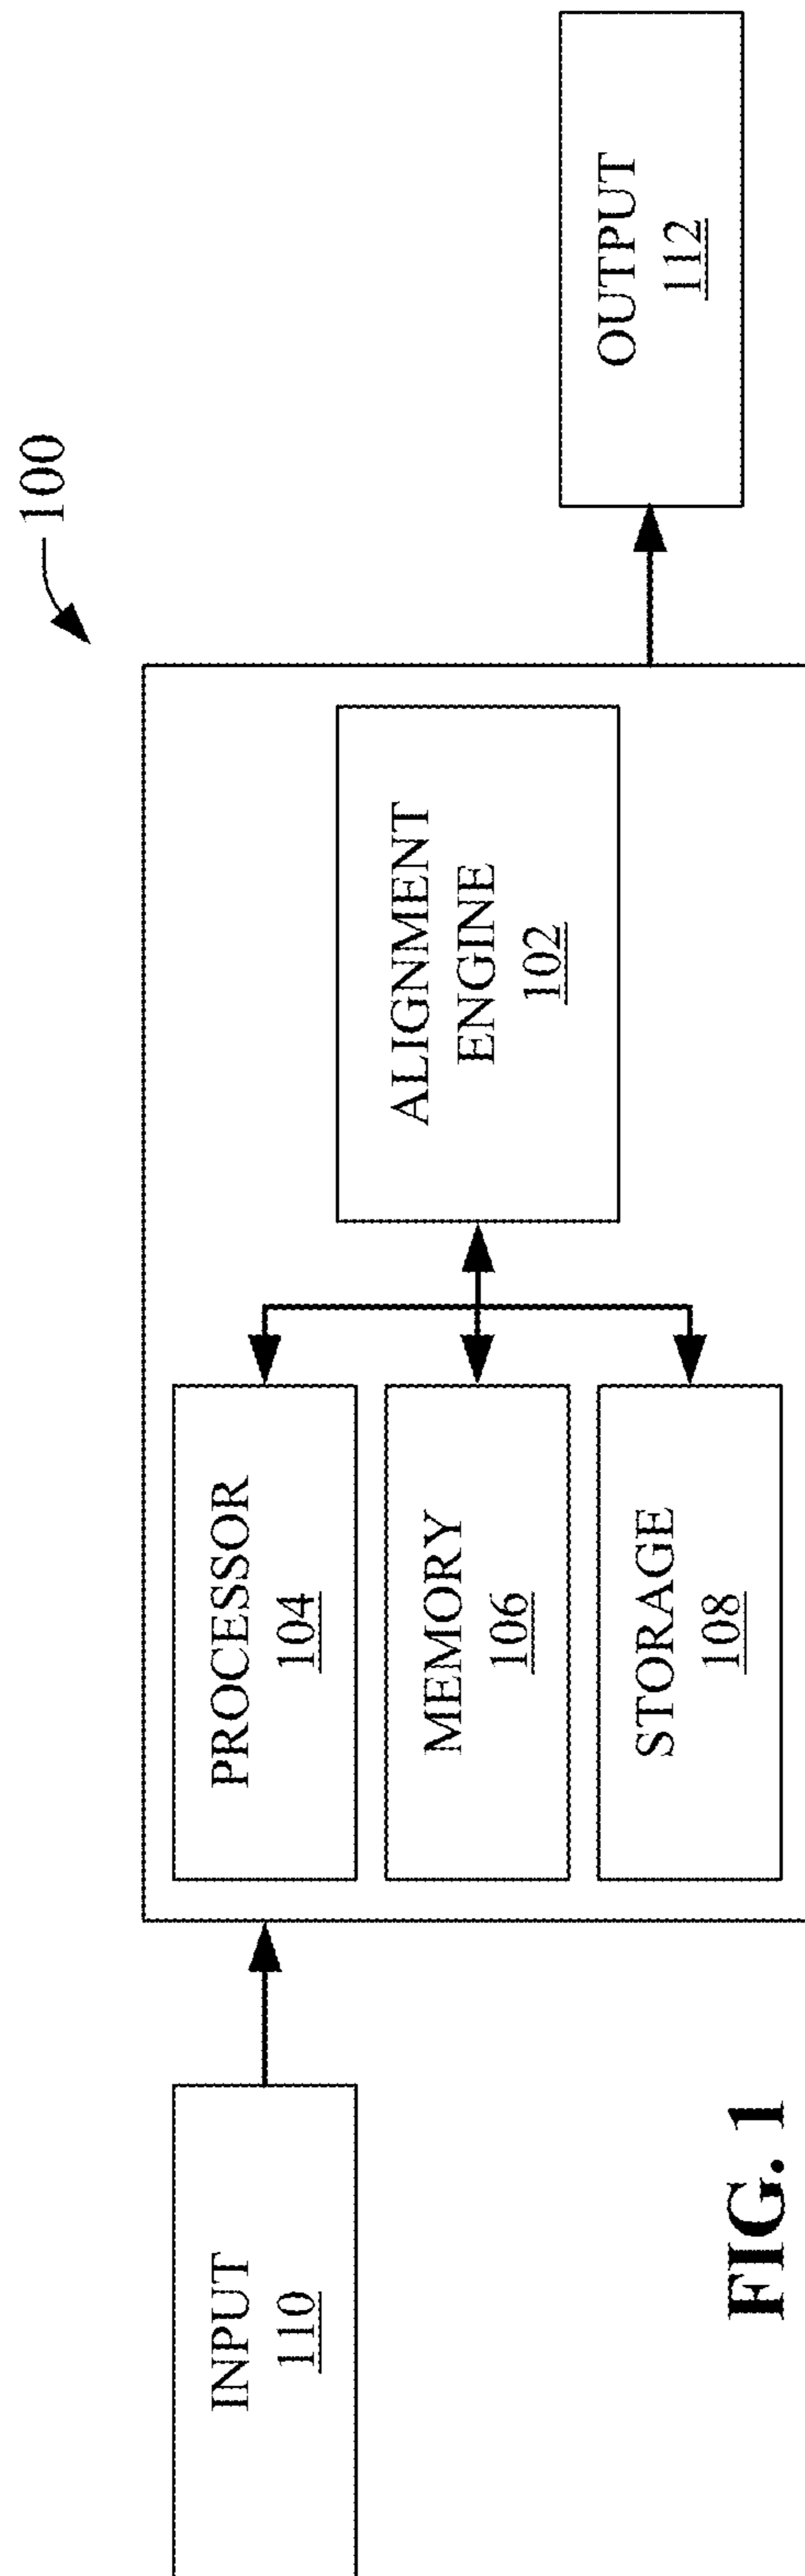 100
INPUT
110
PROCESSOR
104
MEMORY
106
STORAGE
108
ALIGNMENT
ENGINE
102
OUTPUT
112
FIG. 1